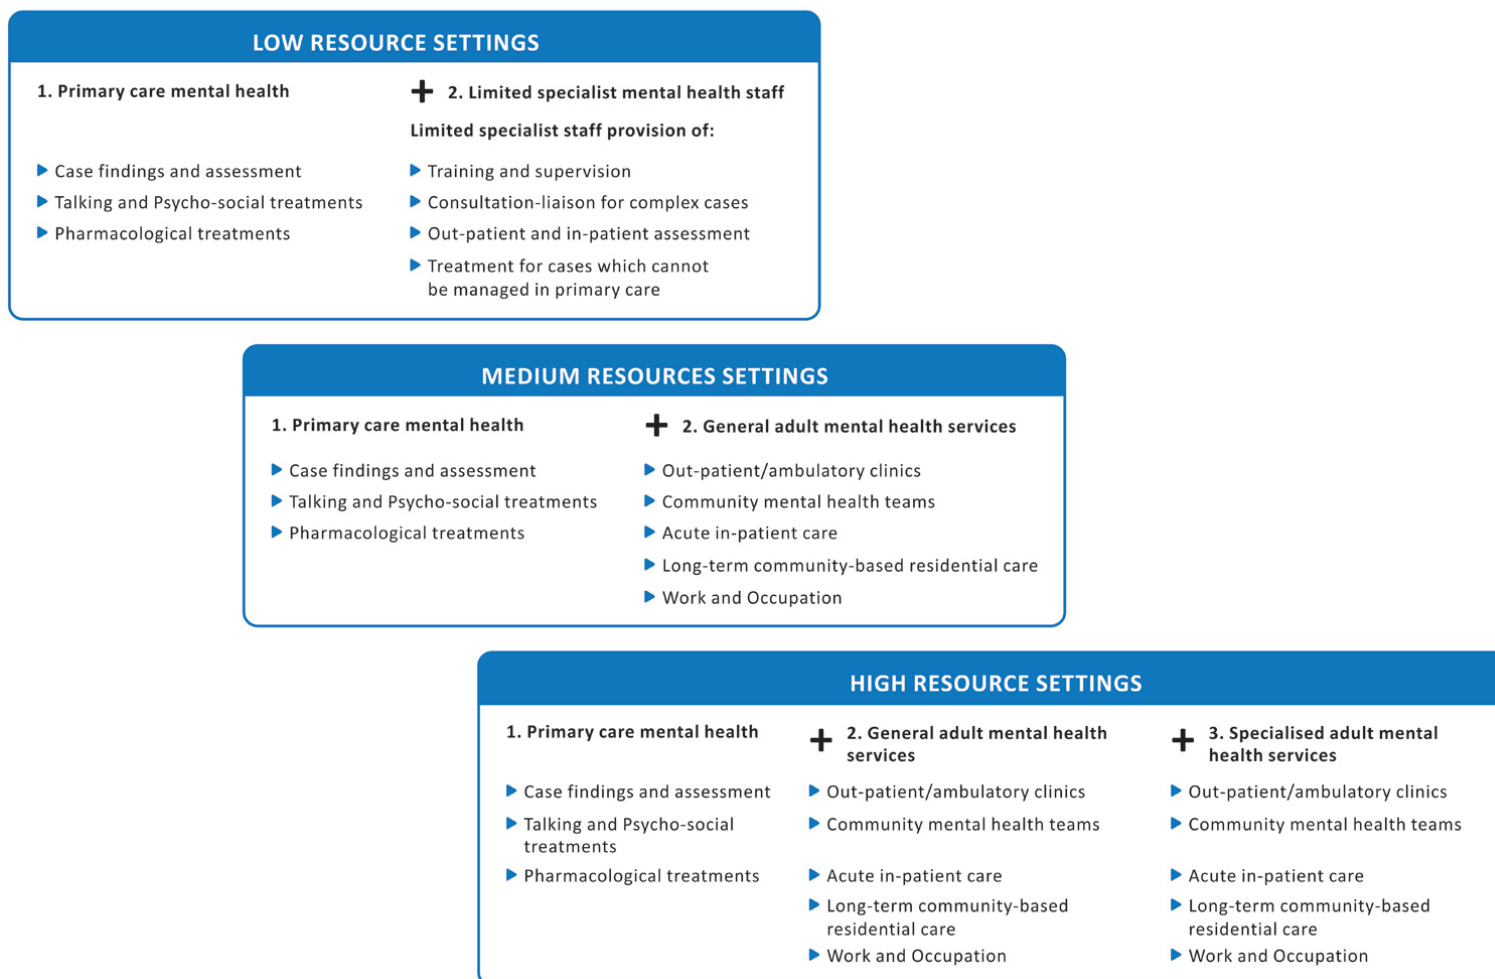 LOW RESOURCE SETTINGS
1. Primary care mental health
Case findings and assessment
Talking and Psycho-social treatments
Pharmacological treatments
+ 2. Limited specialist mental health staff
Limited specialist staff provision of:
Training and supervision
Consultation-liaison for complex cases
Out-patient and in-patient assessment
Treatment for cases which cannot
be managed in primary care
MEDIUM RESOURCES SETTINGS
1. Primary care mental health
Case findings and assessment
Talking and Psycho-social treatments
Pharmacological treatments
+ 2. General adult mental health services
Out-patient/ambulatory clinics
Community mental health teams
Acute in-patient care
Long-term community-based residential care
Work and Occupation
HIGH RESOURCE SETTINGS
1. Primary care mental health
Case findings and assessment
Talking and Psycho-social
treatments
Pharmacological treatments
+ 2. General adult mental health
services
Out-patient/ambulatory clinics
Community mental health teams
Acute in-patient care
Long-term community-based
residential care
Work and Occupation
+ 3. Specialised adult mental
health services
Out-patient/ambulatory clinics
Community mental health teams
Acute in-patient care
Long-term community-based
residential care
Work and Occupation